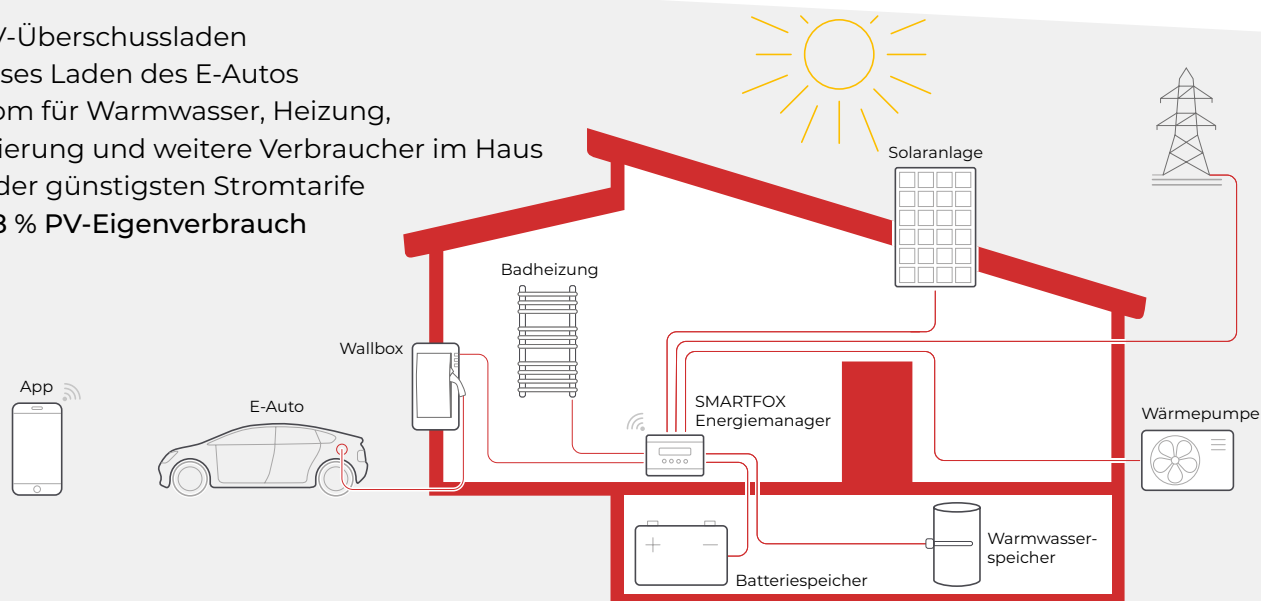 V-Überschussladen
ses Laden des E-Autos
om für Warmwasser, Heizung,
ierung und weitere Verbraucher im Haus
der günstigsten Stromtarife
% PV-Eigenverbrauch
Solaranlage
Badheizung
Wallbox
App
E-Auto
SMARTFOX
Energiemanager
Wärmepumpe
Warmwasser-
speicher
Batteriespeicher